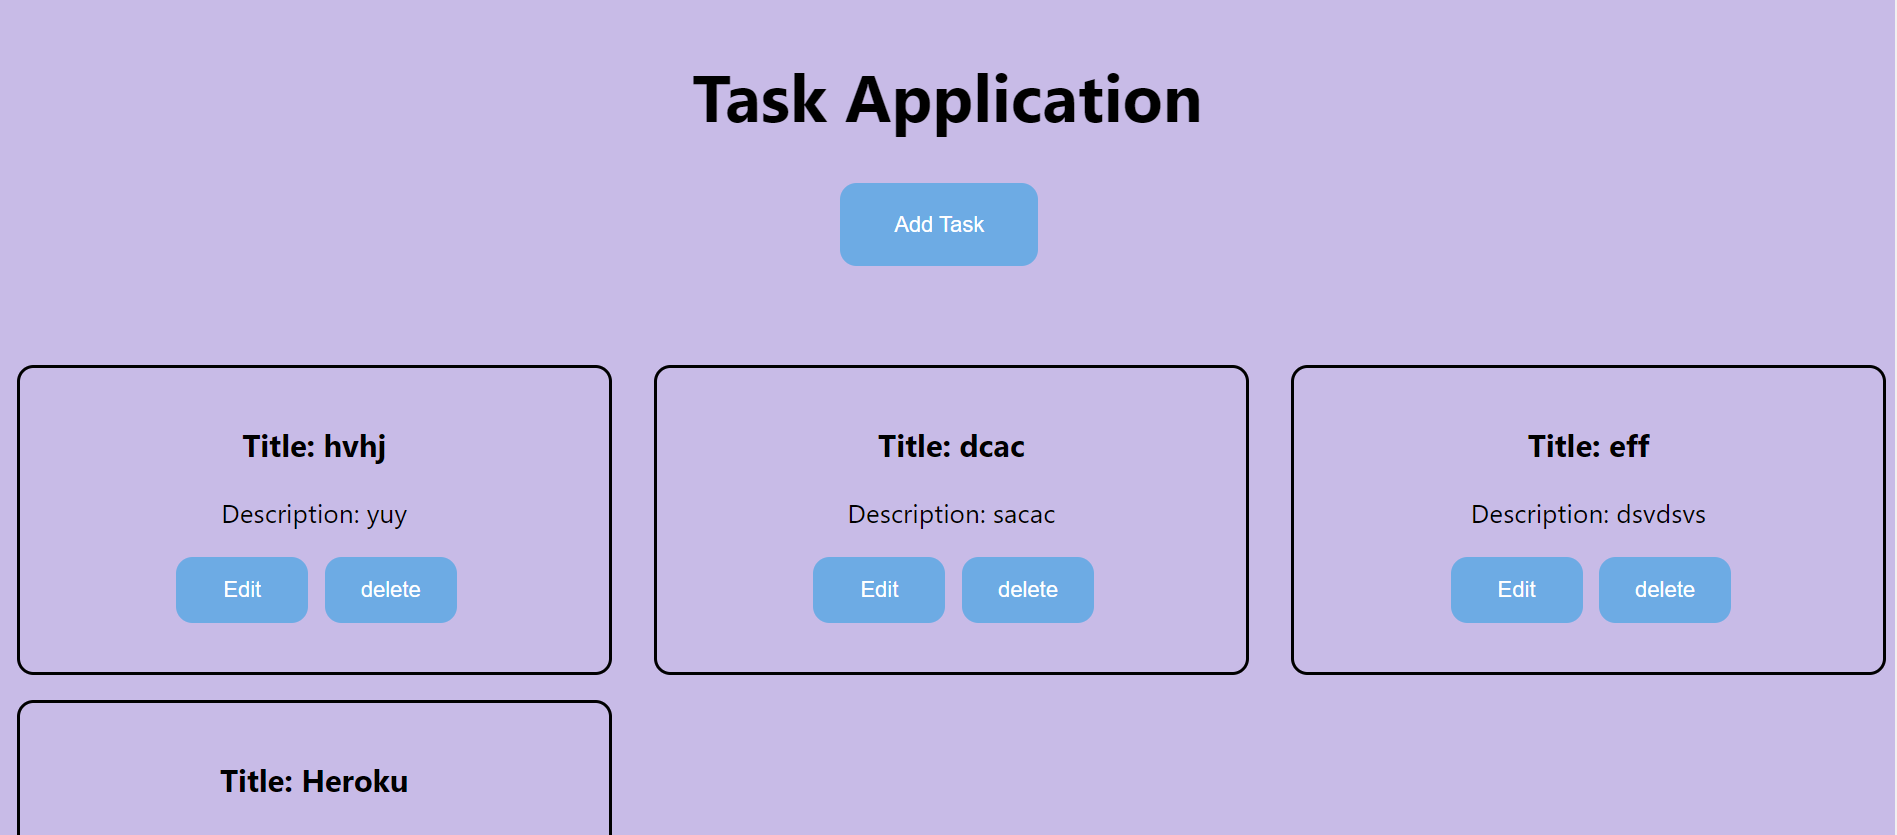 Task Application
Add Task
Title: hvhj
Description: yuy
Edit delete
Title: dcac
Description: sacac
Edit delete
Title: eff
Description: dsvdsvs
Edit delete
Title: Heroku